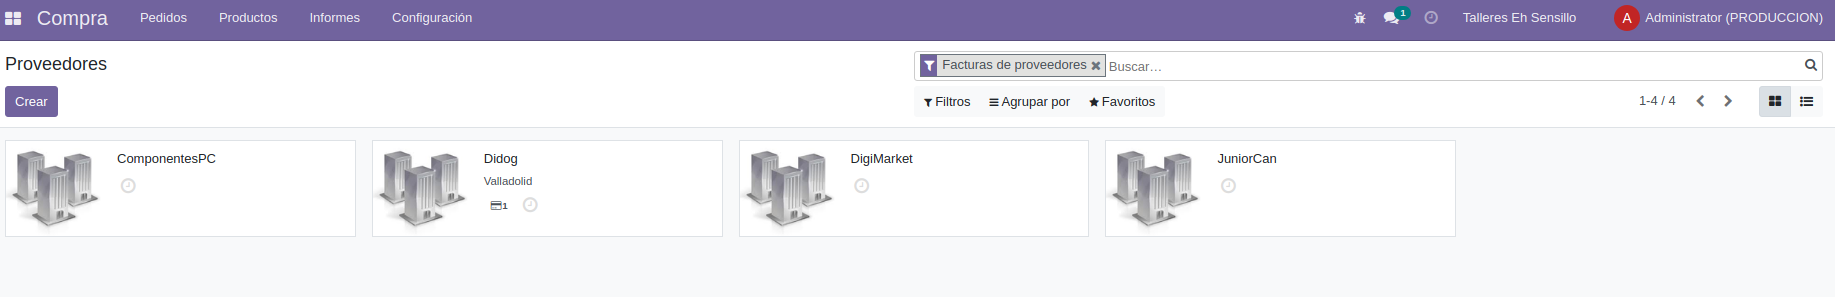 Compra Pedidos Productos Informes Configuración 1 Talleres Eh Sensillo A Administrator (PRODUCCION)
Proveedores Facturas de proveedores Buscar...
Crear Filtros Agrupar por Favoritos 1-4 / 4
ComponentesPC Didog DigiMarket JuniorCan
Valladolid
1